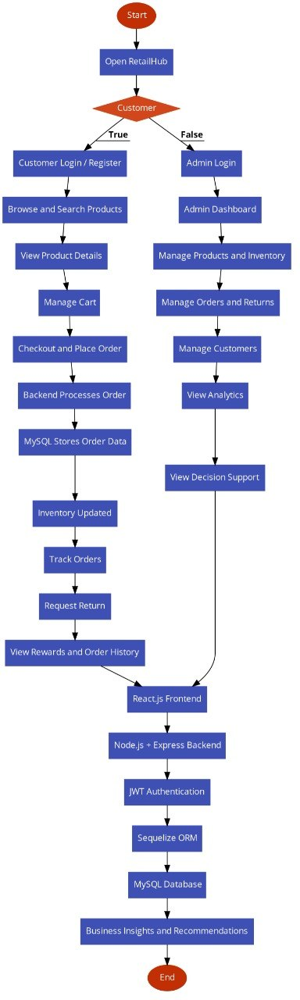 Start
Open RetailHub
Customer
True
False
Customer Login / Register
Admin Login
Browse and Search Products
Admin Dashboard
View Product Details
Manage Products and Inventory
Manage Cart
Manage Orders and Returns
Checkout and Place Order
Manage Customers
Backend Processes Order
View Analytics
MySQL Stores Order Data
View Decision Support
Inventory Updated
Track Orders
Request Return
View Rewards and Order History
React.js Frontend
Node.js + Express Backend
JWT Authentication
Sequelize ORM
MySQL Database
Business Insights and Recommendations
End